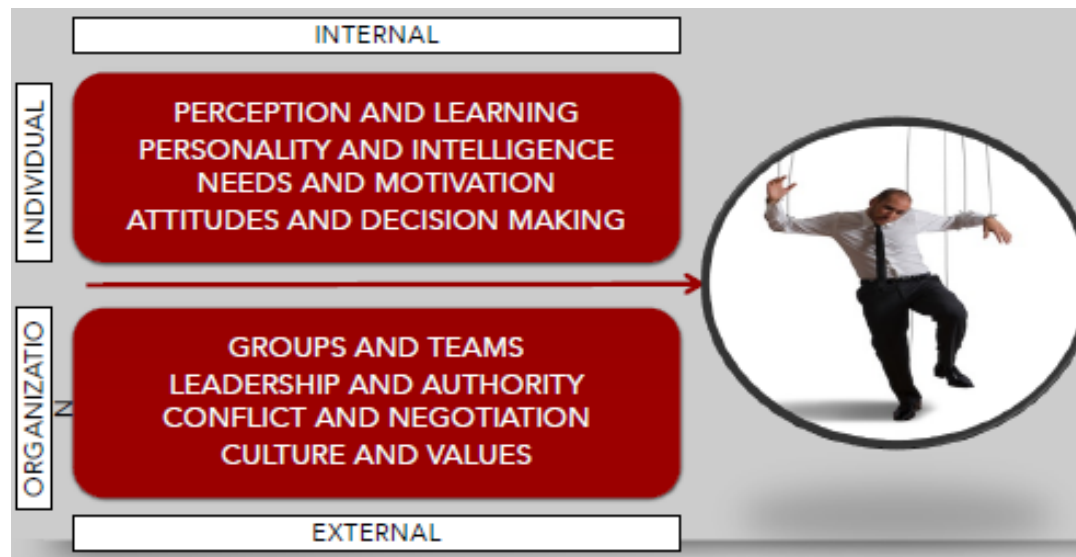 INTERNAL
INDIVIDUAL
PERCEPTION AND LEARNING
PERSONALITY AND INTELLIGENCE
NEEDS AND MOTIVATION
ATTITUDES AND DECISION MAKING
ORGANIZATIO
N
GROUPS AND TEAMS
LEADERSHIP AND AUTHORITY
CONFLICT AND NEGOTIATION
CULTURE AND VALUES
EXTERNAL